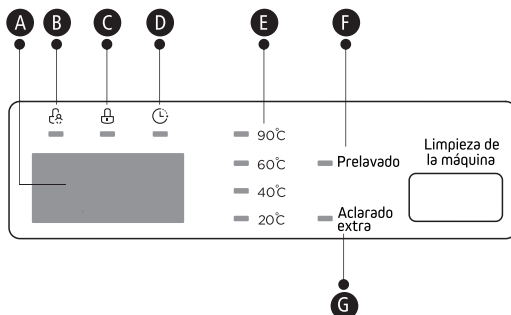 A B C D E F
90°C
60°C
40°C
20°C
Prelavado
Aclarado
extra
Limpieza de
la máquina
G